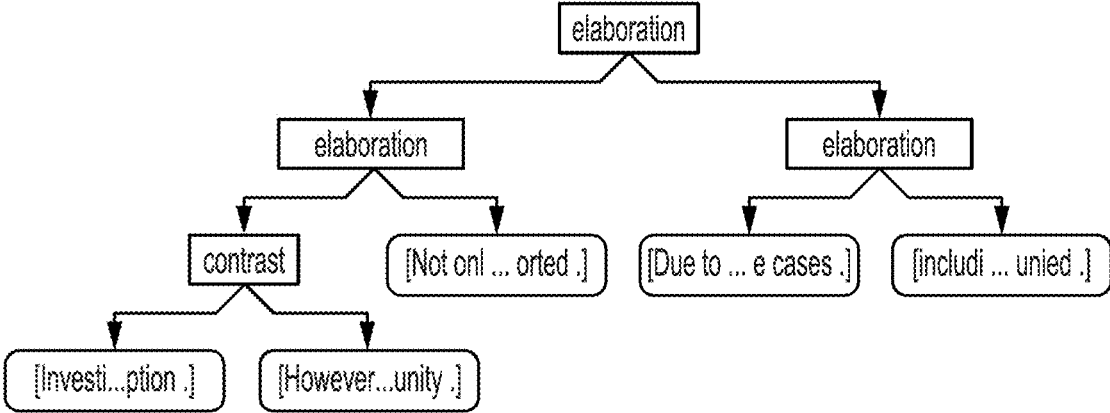 elaboration
elaboration
elaboration
contrast
[Not onl ... orted .]
[Due to ... e cases .]
[includi ... unied .]
[Investi...ption .]
[However...unity .]